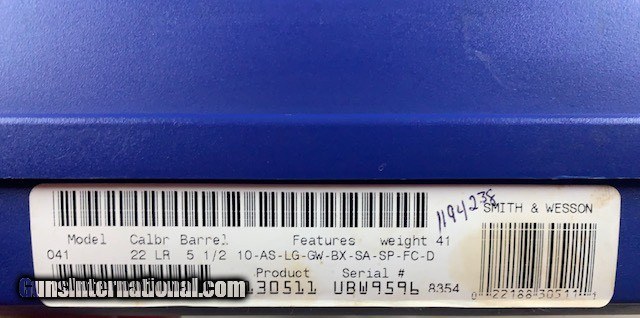 1194238
SMITH & WESSON
Model Calbr Barrel Features weight 41
041 22 LR 5 1/2 10-AS-LG-GW-BX-SA-SP-FC-D
Product Serial #
130511 UBW9596 8354
0 22188 30511 1
GunsInternational.com